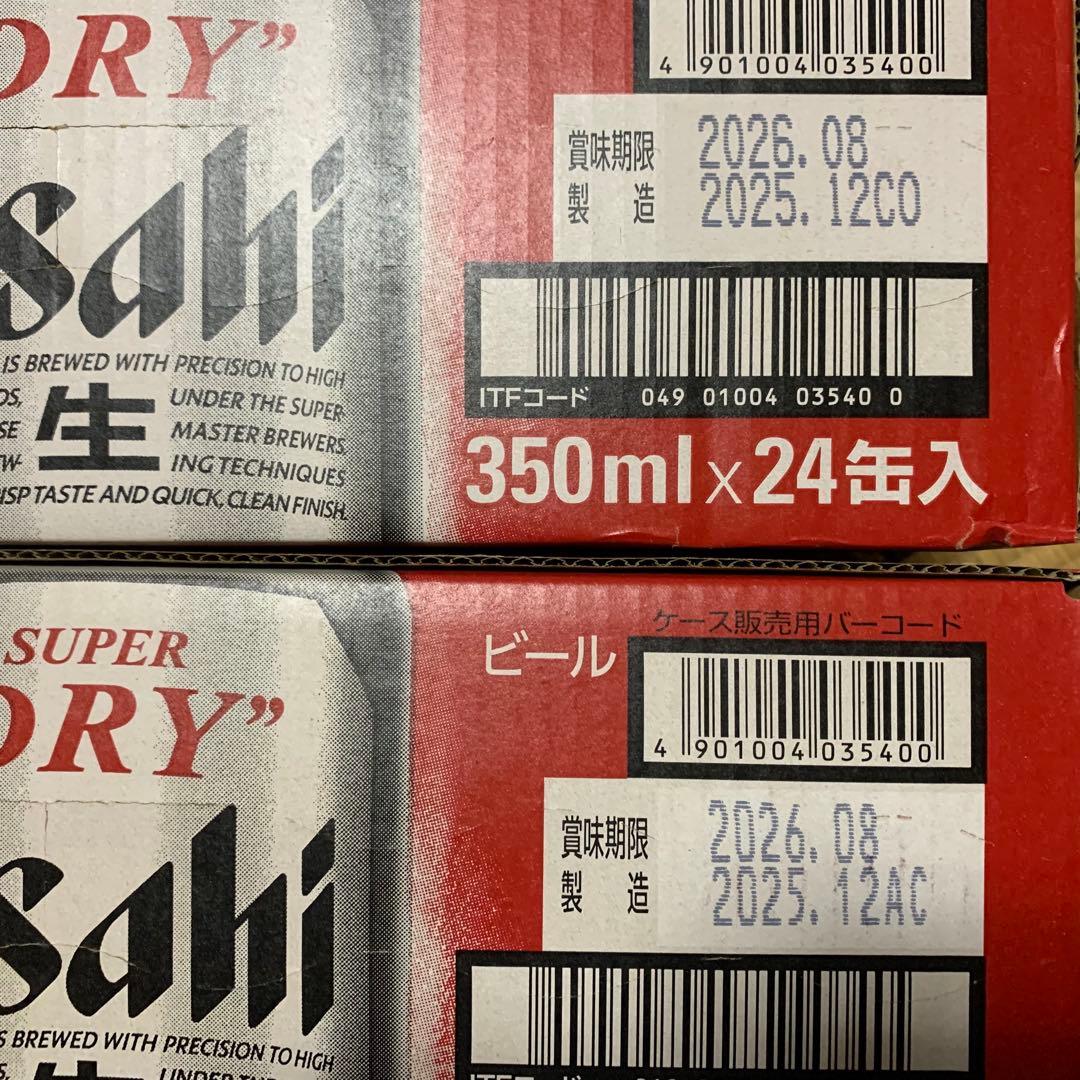 DRY”
sahi
IS BREWED WITH PRECISION TO HIGH
UNDER THE SUPER-
MASTER BREWERS
生
ING TECHNIQUES
ISP TASTE AND QUICK, CLEAN FINISH.
4 901004 035400
賞味期限 2026.08
製 造 2025.12CO
ITFコード 049 01004 03540 0
350ml×24缶入
SUPER
DRY”
sahi
S BREWED WITH PRECISION TO HIGH
ビール
ケース販売用バーコード
4 901004 035400
賞味期限 2026.08
製 造 2025.12AC